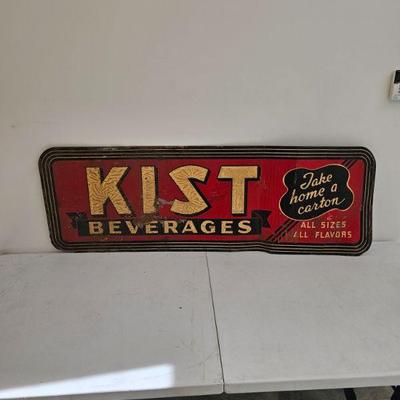 KIST
BEVERAGES
Take
home a
carton
ALL SIZES
ALL FLAVORS